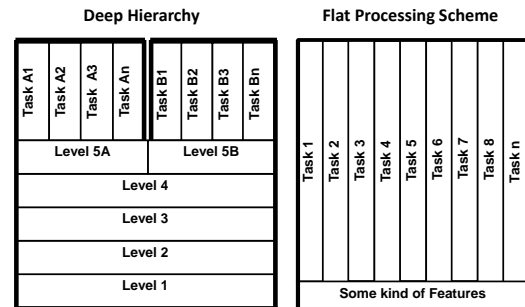 Deep Hierarchy
Task A1
Task A2
Task A3
Task An
Task B1
Task B2
Task B3
Task Bn
Level 5A
Level 5B
Level 4
Level 3
Level 2
Level 1
Flat Processing Scheme
Task 1
Task 2
Task 3
Task 4
Task 5
Task 6
Task 7
Task 8
Task n
Some kind of Features